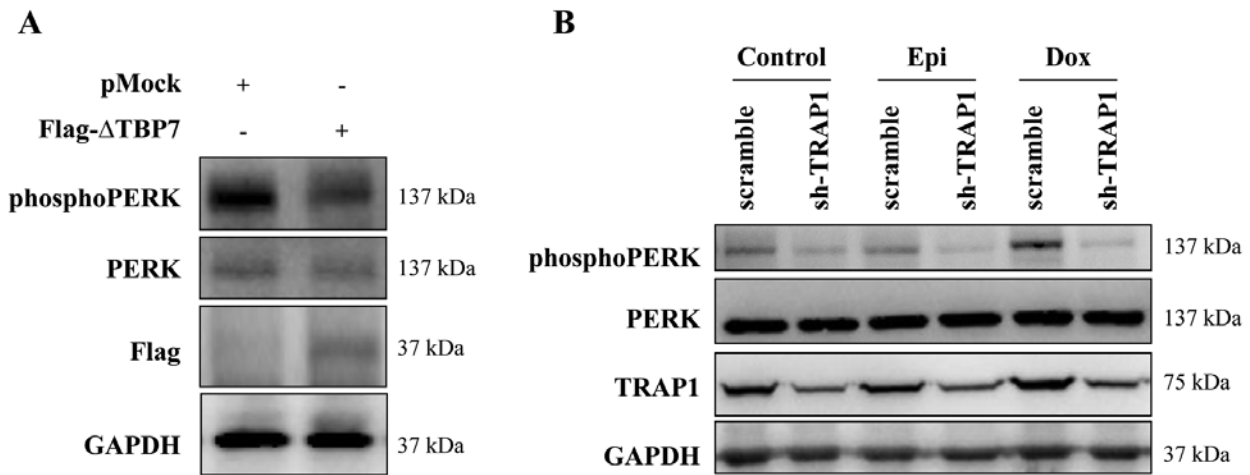 A
pMock + -
Flag-ΔTBP7 - +
phosphoPERK 137 kDa
PERK 137 kDa
Flag 37 kDa
GAPDH 37 kDa
B
Control Epi Dox
scramble sh-TRAP1 scramble sh-TRAP1 scramble sh-TRAP1
phosphoPERK 137 kDa
PERK 137 kDa
TRAP1 75 kDa
GAPDH 37 kDa